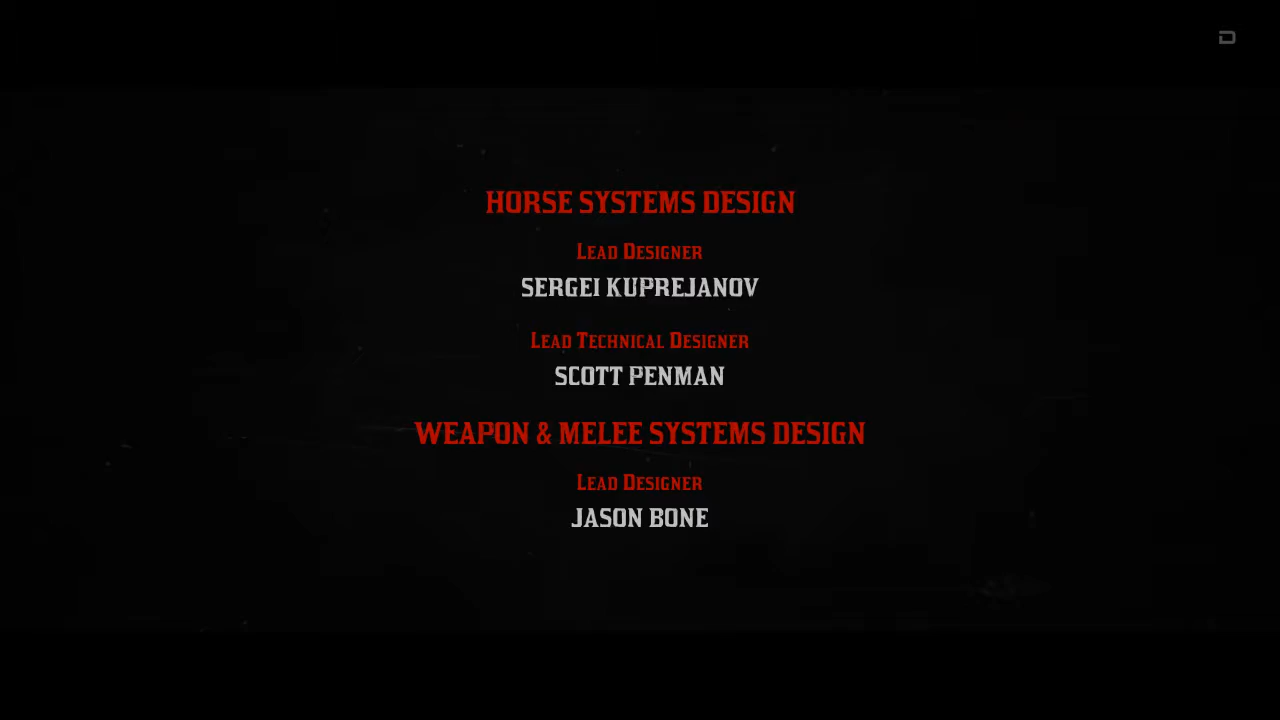 HORSE SYSTEMS DESIGN
LEAD DESIGNER
SERGEI KUPREJANOV
LEAD TECHNICAL DESIGNER
SCOTT PENMAN
WEAPON & MELEE SYSTEMS DESIGN
LEAD DESIGNER
JASON BONE